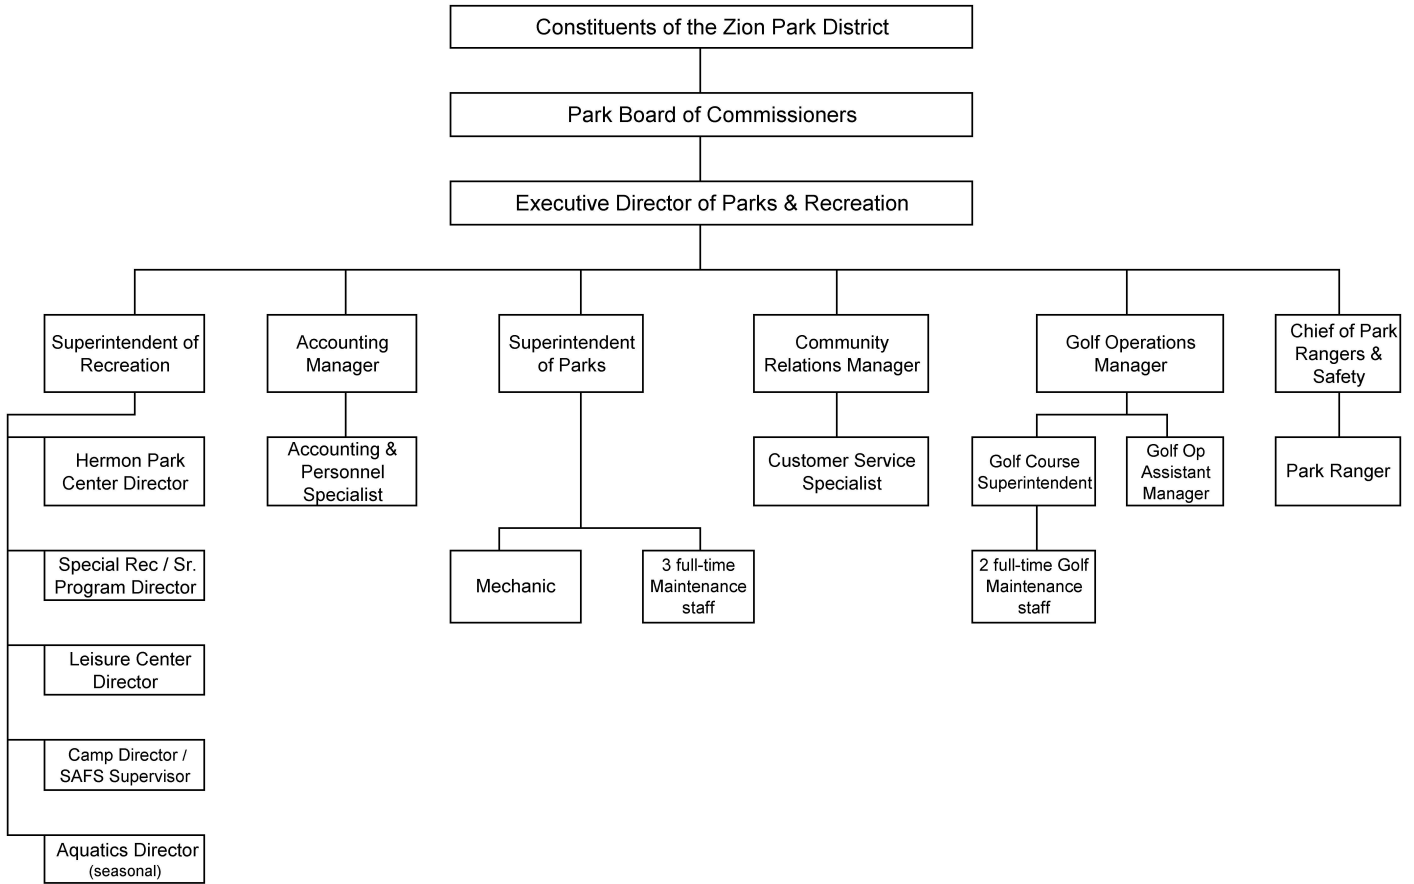 Constituents of the Zion Park District
Park Board of Commissioners
Executive Director of Parks & Recreation
Superintendent of
Recreation
Accounting
Manager
Superintendent
of Parks
Community
Relations Manager
Golf Operations
Manager
Chief of Park
Rangers &
Safety
Hermon Park
Center Director
Accounting &
Personnel
Specialist
Customer Service
Specialist
Golf Course
Superintendent
Golf Op
Assistant
Manager
Park Ranger
Special Rec / Sr.
Program Director
Mechanic
3 full-time
Maintenance
staff
2 full-time Golf
Maintenance
staff
Leisure Center
Director
Camp Director /
SAFS Supervisor
Aquatics Director
(seasonal)